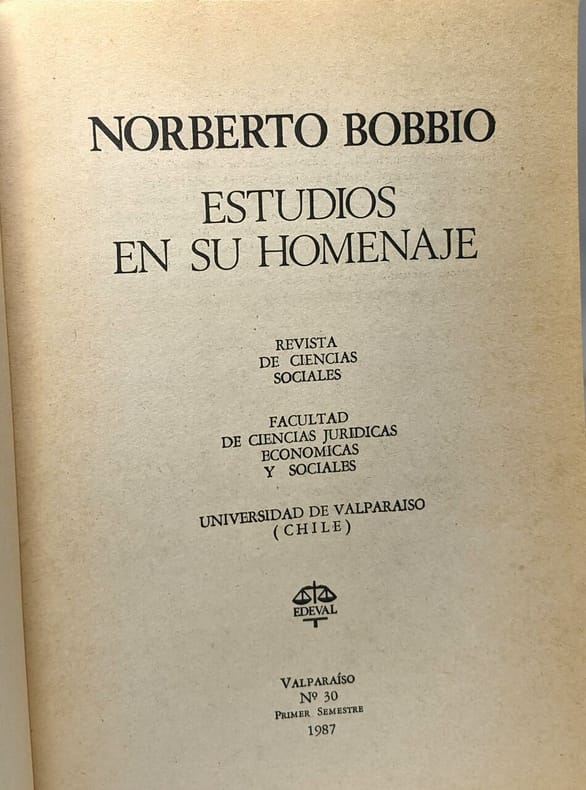 NORBERTO BOBBIO
ESTUDIOS
EN SU HOMENAJE
REVISTA
DE CIENCIAS
SOCIALES
FACULTAD
DE CIENCIAS JURIDICAS
ECONOMICAS
Y SOCIALES
UNIVERSIDAD DE VALPARAISO
(CHILE)
EDEVAL
VALPARAÍSO
Nº 30
PRIMER SEMESTRE
1987